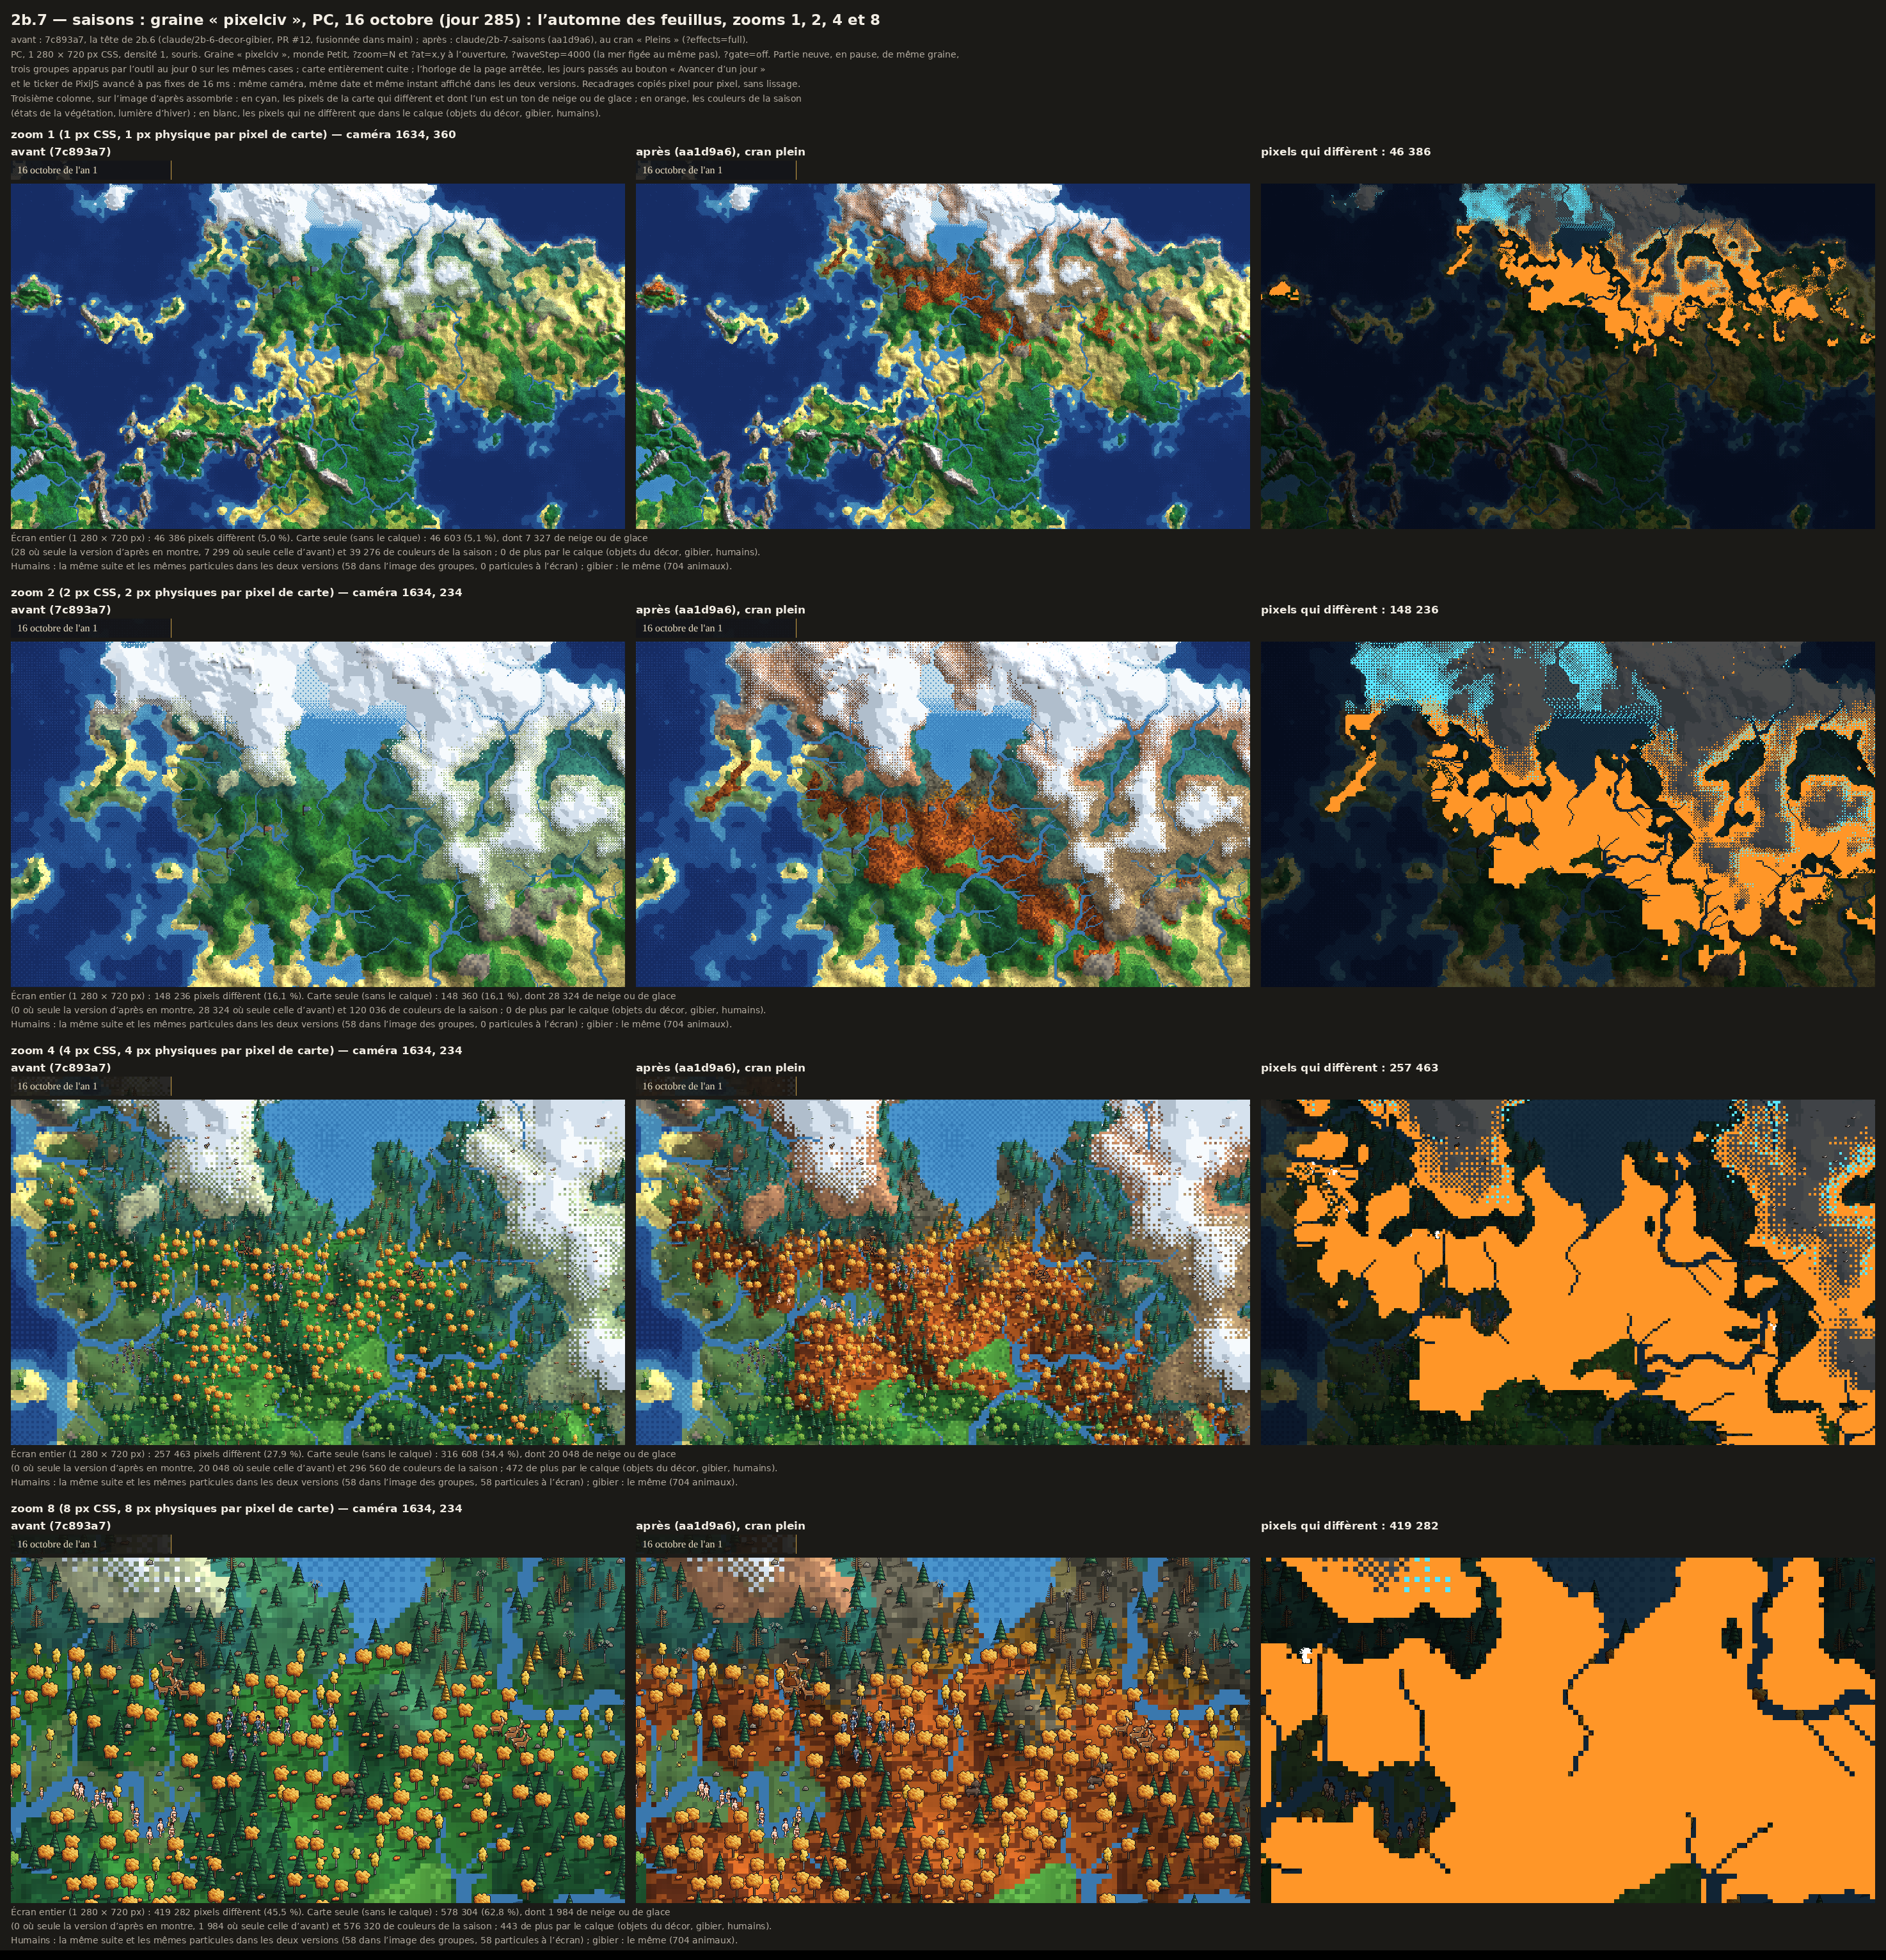 2b.7 — saisons : graine « pixelciv », PC, 16 octobre (jour 285) : l’automne des feuillus, zooms 1, 2, 4 et 8
avant : 7c893a7, la tête de 2b.6 (claude/2b-6-decor-gibier, PR #12, fusionnée dans main) ; après : claude/2b-7-saisons (aa1d9a6), au cran « Pleins » (?effects=full).
PC, 1 280 × 720 px CSS, densité 1, souris. Graine « pixelciv », monde Petit, ?zoom=N et ?at=x,y à l’ouverture, ?waveStep=4000 (la mer figée au même pas), ?gate=off. Partie neuve, en pause, de même graine,
trois groupes apparus par l’outil au jour 0 sur les mêmes cases ; carte entièrement cuite ; l’horloge de la page arrêtée, les jours passés au bouton « Avancer d’un jour »
et le ticker de PixiJS avancé à pas fixes de 16 ms : même caméra, même date et même instant affiché dans les deux versions. Recadrages copiés pixel pour pixel, sans lissage.
Troisième colonne, sur l’image d’après assombrie : en cyan, les pixels de la carte qui diffèrent et dont l’un est un ton de neige ou de glace ; en orange, les couleurs de la saison
(états de la végétation, lumière d’hiver) ; en blanc, les pixels qui ne diffèrent que dans le calque (objets du décor, gibier, humains).
zoom 1 (1 px CSS, 1 px physique par pixel de carte) — caméra 1634, 360
avant (7c893a7)
après (aa1d9a6), cran plein
pixels qui diffèrent : 46 386
16 octobre de l'an 1
16 octobre de l'an 1
Écran entier (1 280 × 720 px) : 46 386 pixels diffèrent (5,0 %). Carte seule (sans le calque) : 46 603 (5,1 %), dont 7 327 de neige ou de glace
(28 où seule la version d’après en montre, 7 299 où seule celle d’avant) et 39 276 de couleurs de la saison ; 0 de plus par le calque (objets du décor, gibier, humains).
Humains : la même suite et les mêmes particules dans les deux versions (58 dans l’image des groupes, 0 particules à l’écran) ; gibier : le même (704 animaux).
zoom 2 (2 px CSS, 2 px physiques par pixel de carte) — caméra 1634, 234
avant (7c893a7)
après (aa1d9a6), cran plein
pixels qui diffèrent : 148 236
16 octobre de l'an 1
16 octobre de l'an 1
Écran entier (1 280 × 720 px) : 148 236 pixels diffèrent (16,1 %). Carte seule (sans le calque) : 148 360 (16,1 %), dont 28 324 de neige ou de glace
(0 où seule la version d’après en montre, 28 324 où seule celle d’avant) et 120 036 de couleurs de la saison ; 0 de plus par le calque (objets du décor, gibier, humains).
Humains : la même suite et les mêmes particules dans les deux versions (58 dans l’image des groupes, 0 particules à l’écran) ; gibier : le même (704 animaux).
zoom 4 (4 px CSS, 4 px physiques par pixel de carte) — caméra 1634, 234
avant (7c893a7)
après (aa1d9a6), cran plein
pixels qui diffèrent : 257 463
16 octobre de l'an 1
16 octobre de l'an 1
Écran entier (1 280 × 720 px) : 257 463 pixels diffèrent (27,9 %). Carte seule (sans le calque) : 316 608 (34,4 %), dont 20 048 de neige ou de glace
(0 où seule la version d’après en montre, 20 048 où seule celle d’avant) et 296 560 de couleurs de la saison ; 472 de plus par le calque (objets du décor, gibier, humains).
Humains : la même suite et les mêmes particules dans les deux versions (58 dans l’image des groupes, 58 particules à l’écran) ; gibier : le même (704 animaux).
zoom 8 (8 px CSS, 8 px physiques par pixel de carte) — caméra 1634, 234
avant (7c893a7)
après (aa1d9a6), cran plein
pixels qui diffèrent : 419 282
16 octobre de l'an 1
16 octobre de l'an 1
Écran entier (1 280 × 720 px) : 419 282 pixels diffèrent (45,5 %). Carte seule (sans le calque) : 578 304 (62,8 %), dont 1 984 de neige ou de glace
(0 où seule la version d’après en montre, 1 984 où seule celle d’avant) et 576 320 de couleurs de la saison ; 443 de plus par le calque (objets du décor, gibier, humains).
Humains : la même suite et les mêmes particules dans les deux versions (58 dans l’image des groupes, 58 particules à l’écran) ; gibier : le même (704 animaux).